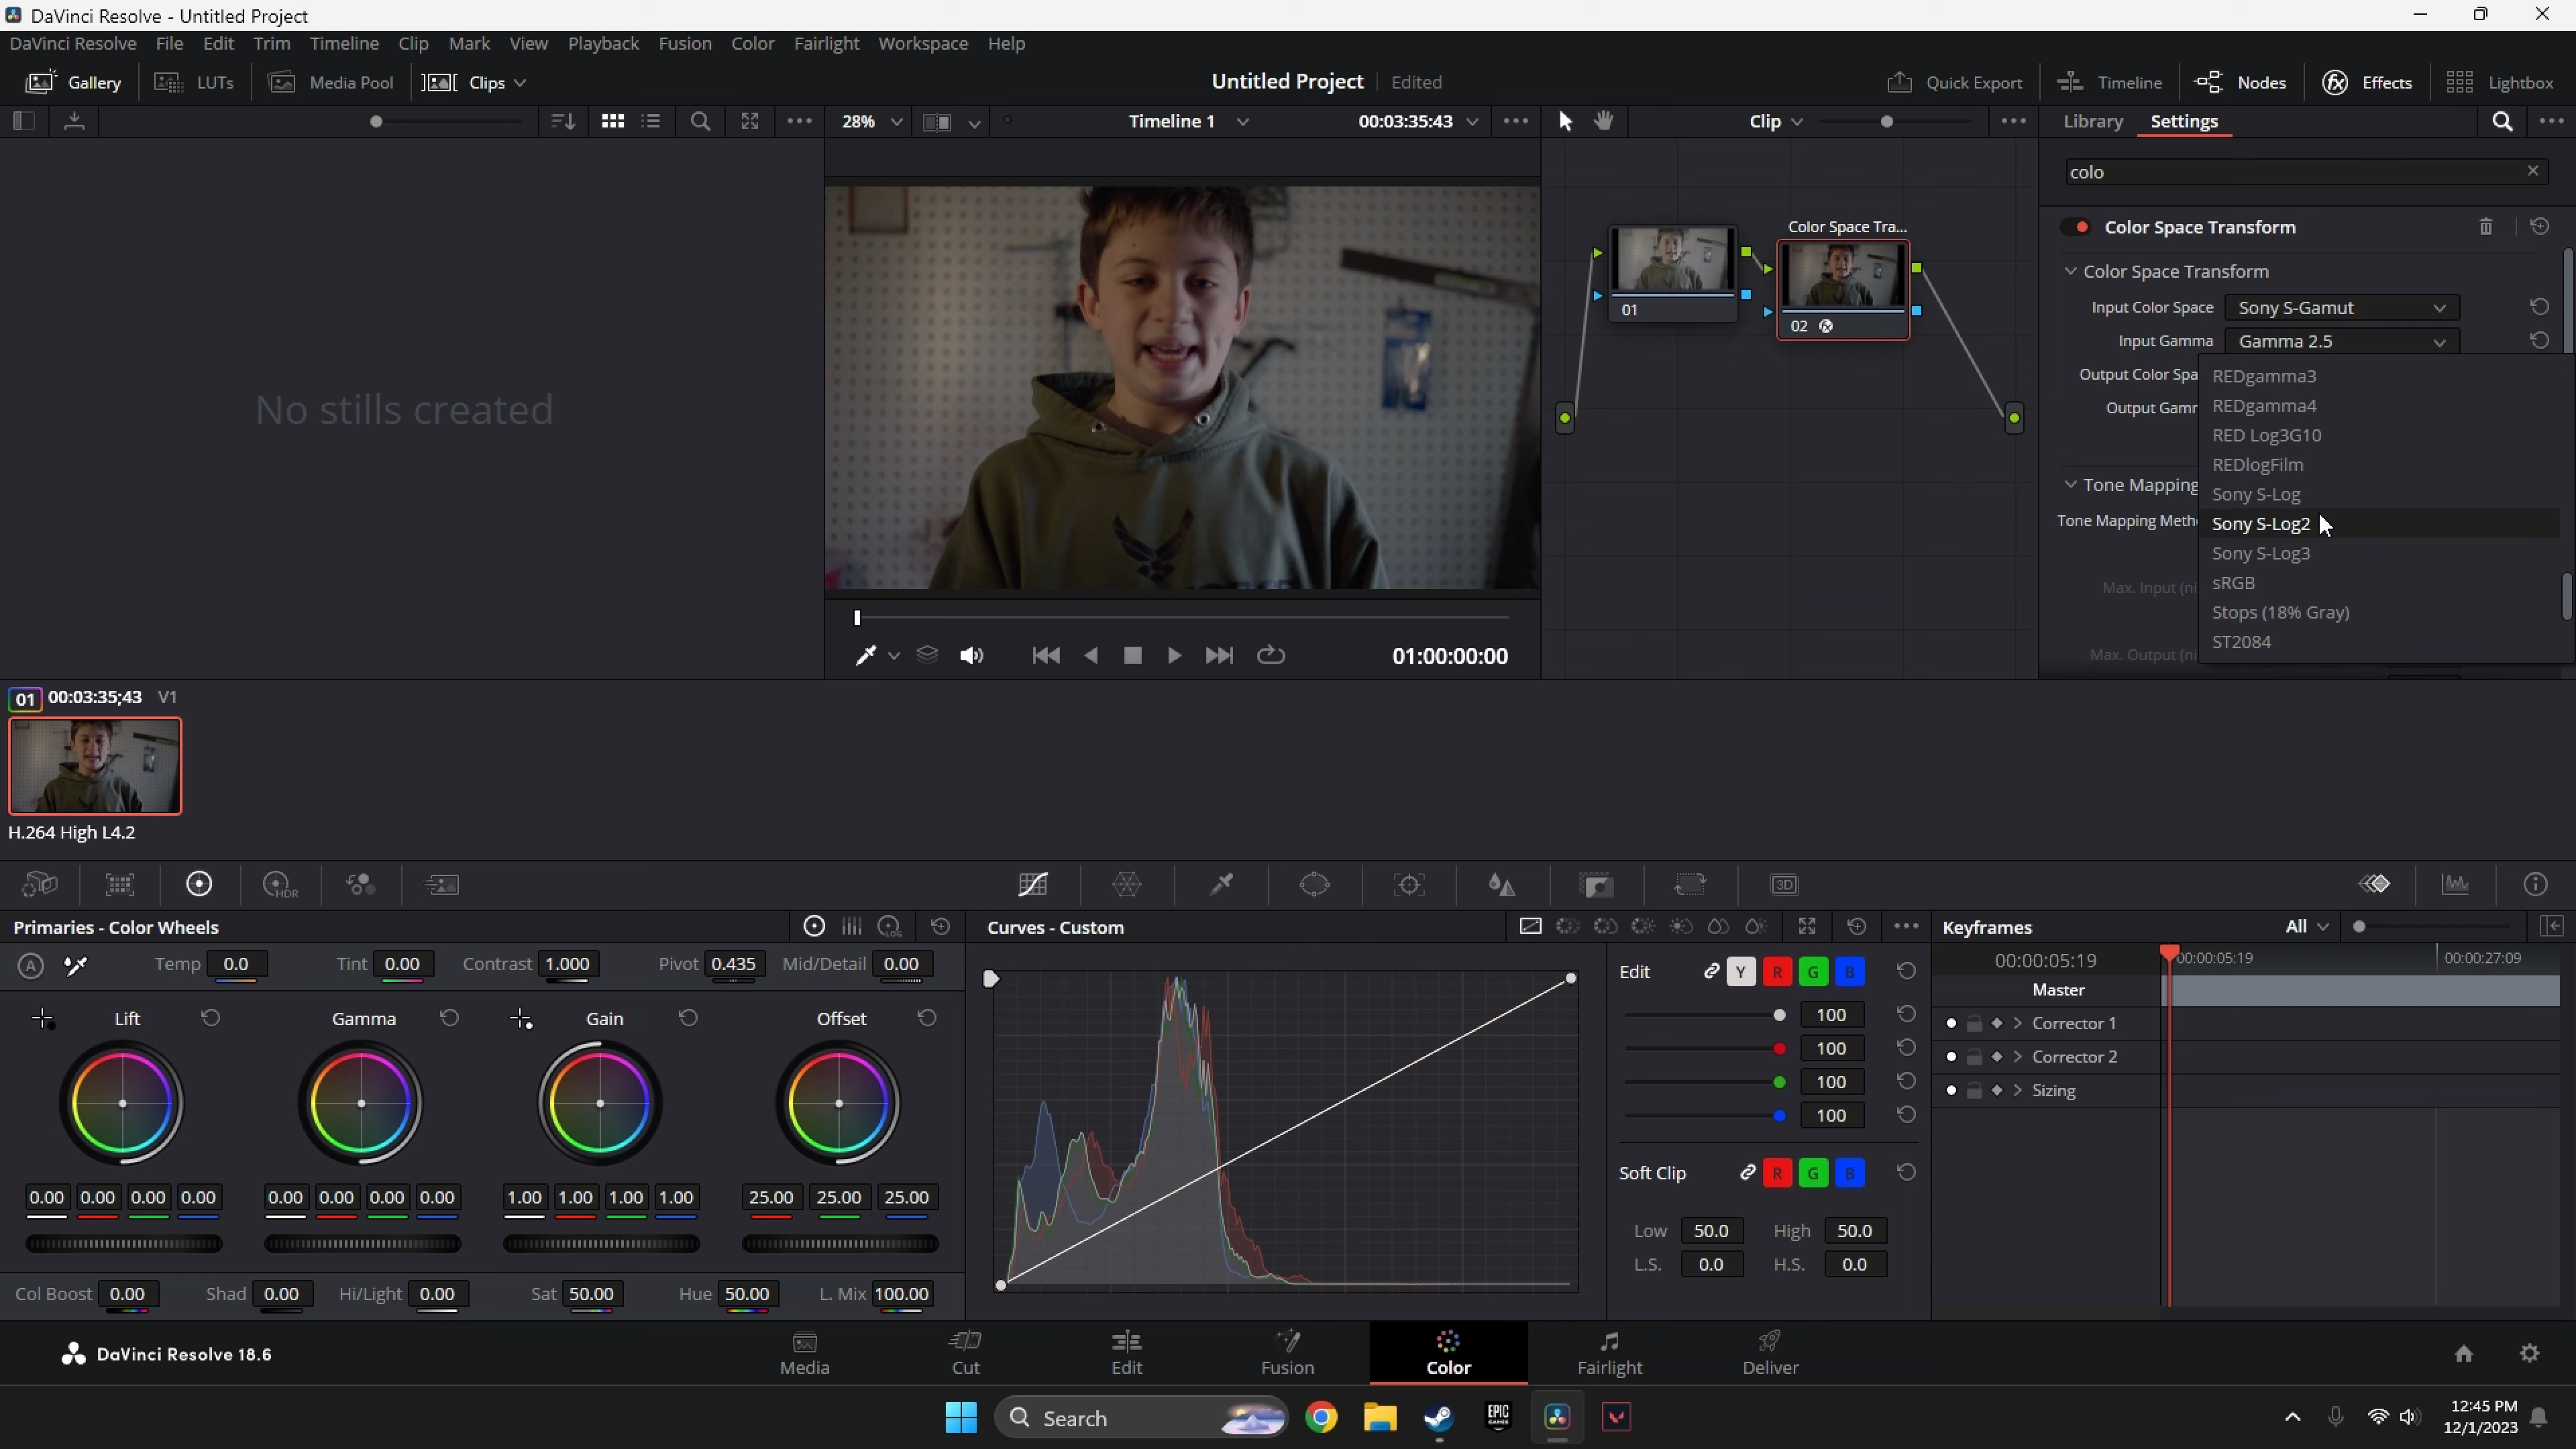 DaVinci Resolve - Untitled Project
DaVinci Resolve File Edit Trim Timeline Clip Mark View Playback Fusion Color Fairlight Workspace Help
Gallery LUTs Media Pool Clips Untitled Project Edited Quick Export Timeline Nodes Effects Lightbox
28% Timeline 1 00:03:35:43 Clip Library Settings
colo
Color Space Tra...
Color Space Transform
Color Space Transform
Input Color Space Sony S-Gamut
Input Gamma Gamma 2.5
Output Color Spa
Output Gamm
REDgamma3
REDgamma4
RED Log3G10
REDlogFilm
Sony S-Log
Sony S-Log2
Sony S-Log3
sRGB
Stops (18% Gray)
ST2084
Tone Mapping
Tone Mapping Meth
Max. Input (ni
Max. Output (ni
01
02
No stills created
01:00:00:00
01 00:03:35;43 V1
H.264 High L4.2
HDR 3D
Primaries - Color Wheels LOG
Temp 0.0 Tint 0.00 Contrast 1.000 Pivot 0.435 Mid/Detail 0.00
A
Lift Gamma Gain Offset
0.00 0.00 0.00 0.00 0.00 0.00 0.00 0.00 1.00 1.00 1.00 1.00 25.00 25.00 25.00
Col Boost 0.00 Shad 0.00 Hi/Light 0.00 Sat 50.00 Hue 50.00 L. Mix 100.00
Curves - Custom
Edit Y R G B
100
100
100
100
Soft Clip R G B
Low 50.0 High 50.0
L.S. 0.0 H.S. 0.0
Keyframes All
00:00:05:19 00:00:05:19 00:00:27:09
Master
Corrector 1
Corrector 2
Sizing
DaVinci Resolve 18.6
Media Cut Edit Fusion Color Fairlight Deliver
Search
EPIC GAMES
12:45 PM
12/1/2023